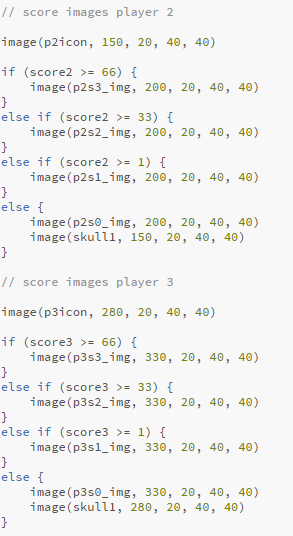 // score images player 2
image(p2icon, 150, 20, 40, 40)
if (score2 >= 66) {
    image(p2s3_img, 200, 20, 40, 40)
}
else if (score2 >= 33) {
    image(p2s2_img, 200, 20, 40, 40)
}
else if (score2 >= 1) {
    image(p2s1_img, 200, 20, 40, 40)
}
else {
    image(p2s0_img, 200, 20, 40, 40)
    image(skull1, 150, 20, 40, 40)
}
// score images player 3
image(p3icon, 280, 20, 40, 40)
if (score3 >= 66) {
    image(p3s3_img, 330, 20, 40, 40)
}
else if (score3 >= 33) {
    image(p3s2_img, 330, 20, 40, 40)
}
else if (score3 >= 1) {
    image(p3s1_img, 330, 20, 40, 40)
}
else {
    image(p3s0_img, 330, 20, 40, 40)
    image(skull1, 280, 20, 40, 40)
}